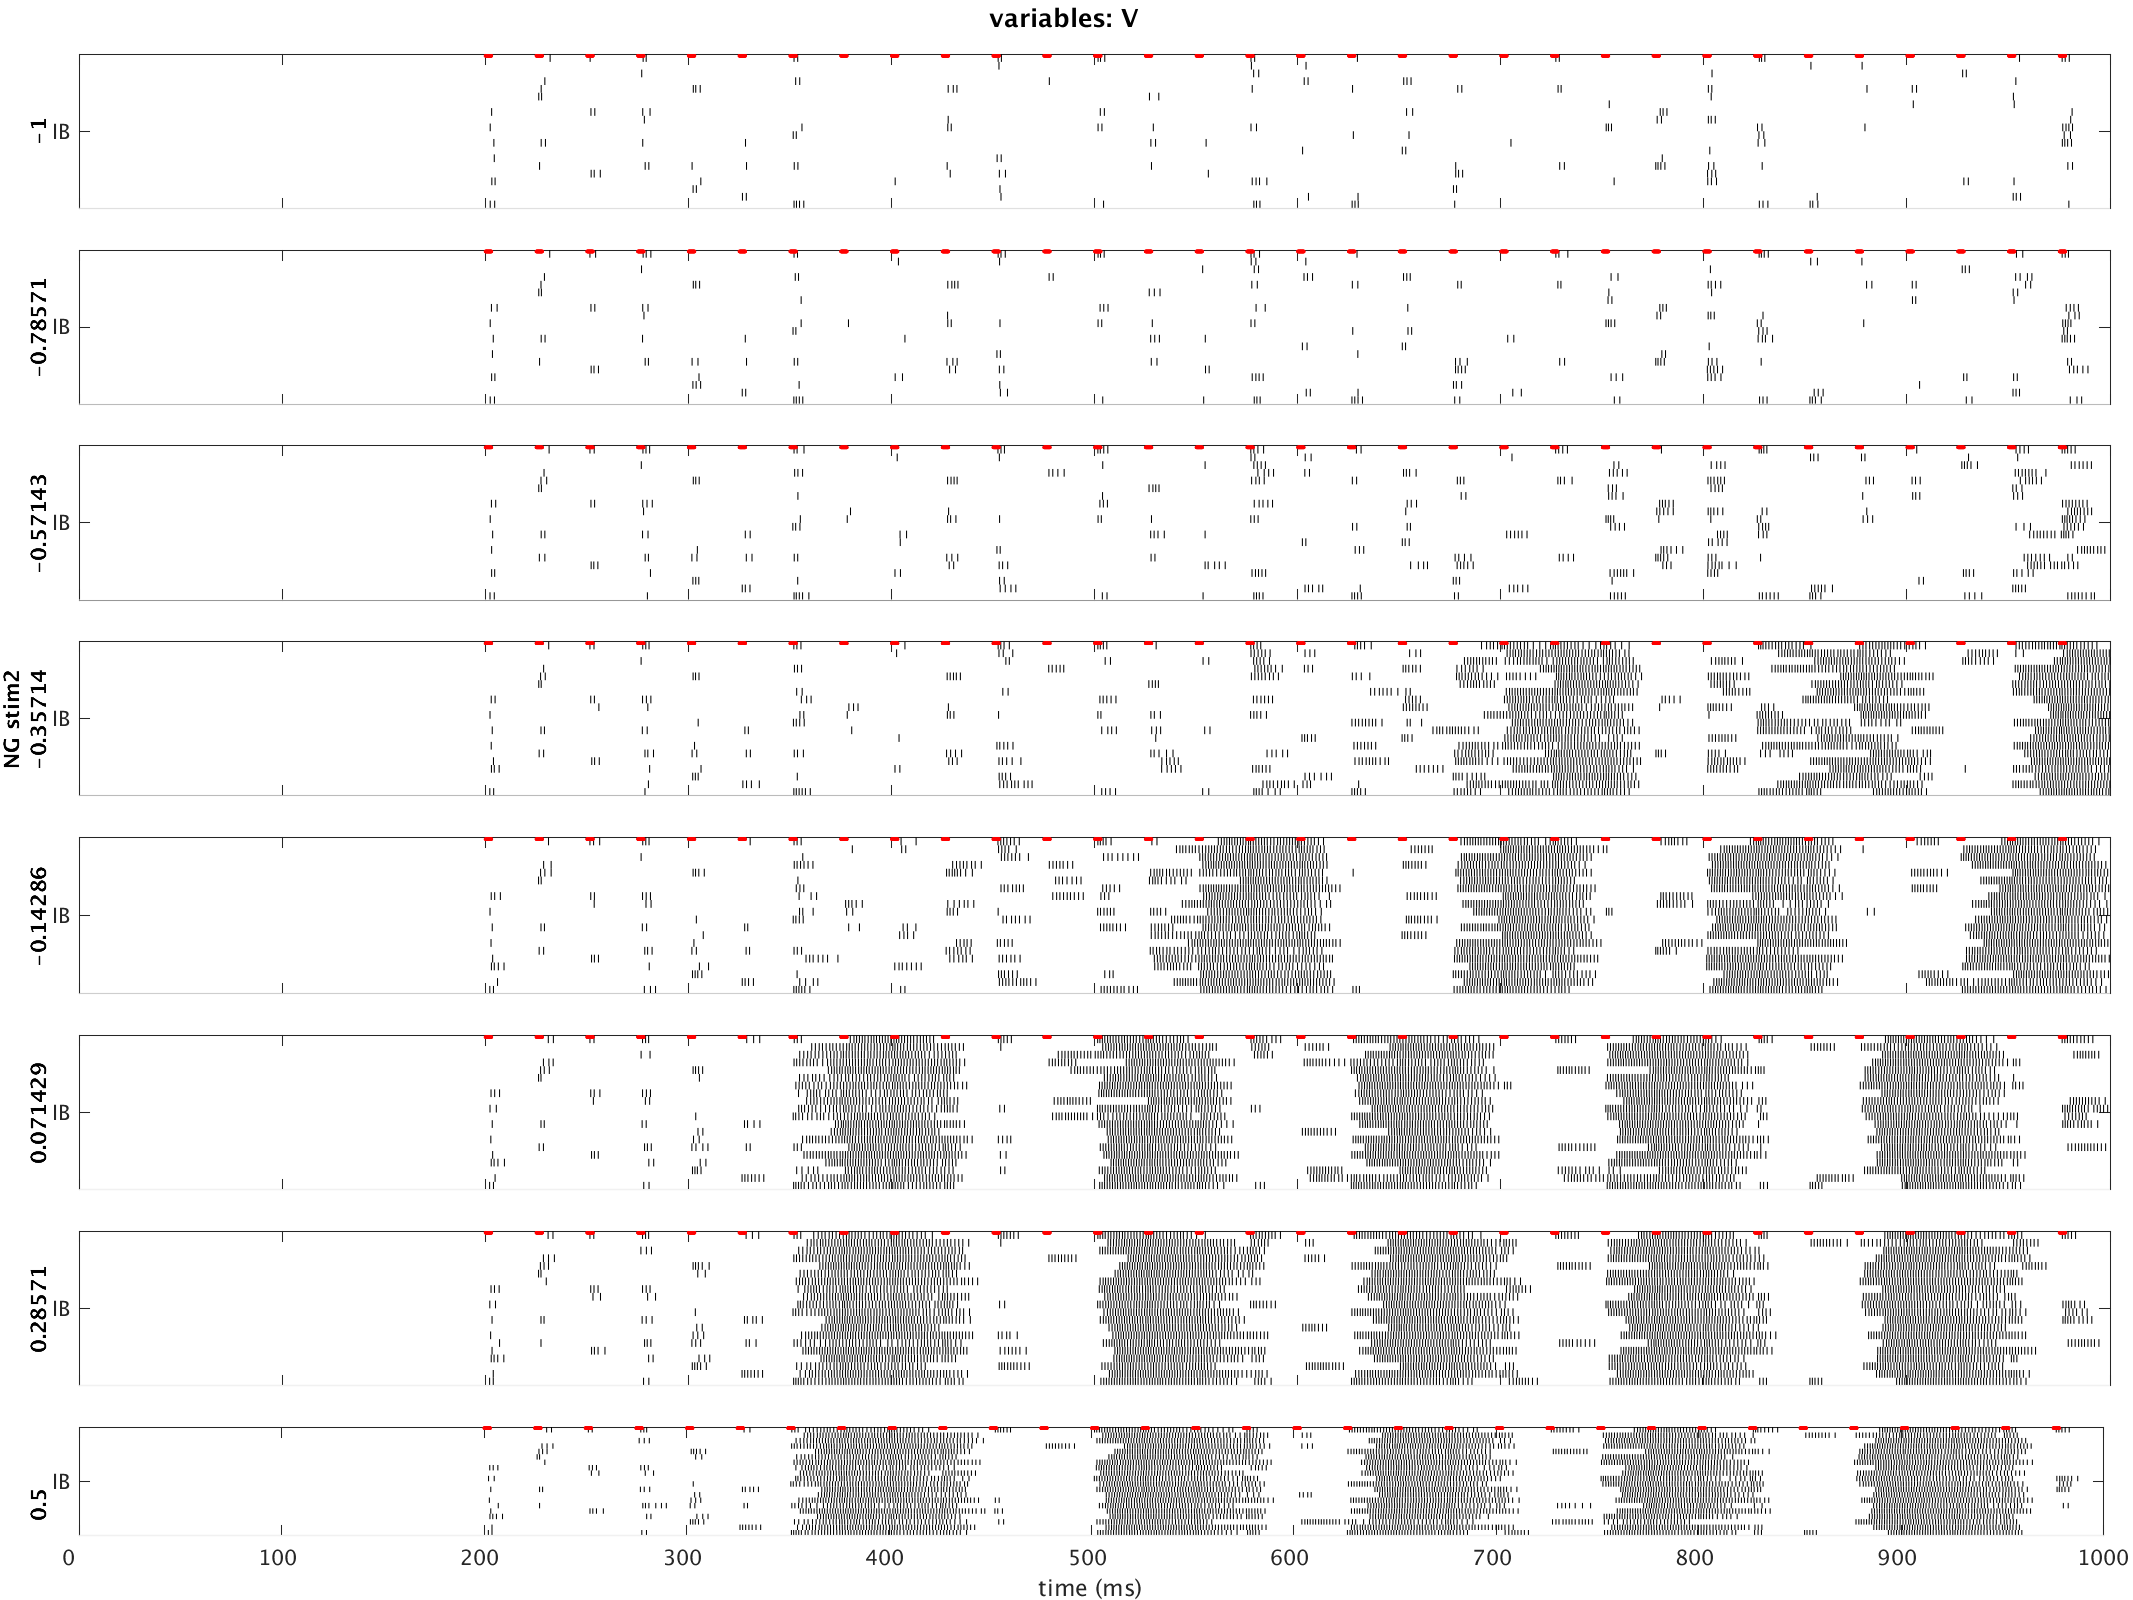 variables: V
−1
IB
−0.78571
IB
−0.57143
IB
NG stim2
−0.35714
IB
−0.14286
IB
0.071429
IB
0.28571
IB
0.5
IB
0 100 200 300 400 500 600 700 800 900 1000
time (ms)